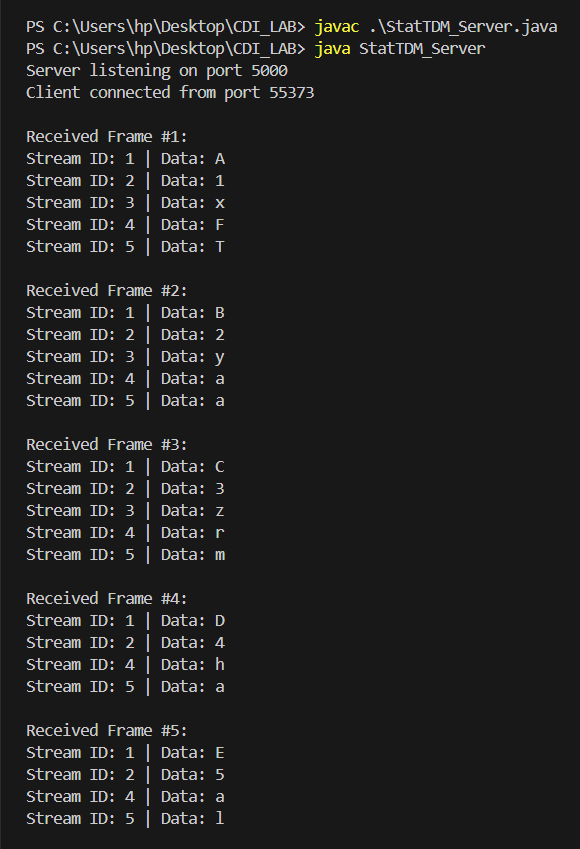 PS C:\Users\hp\Desktop\CDI_LAB> javac .\StatTDM_Server.java
PS C:\Users\hp\Desktop\CDI_LAB> java StatTDM_Server
Server listening on port 5000
Client connected from port 55373
Received Frame #1:
Stream ID: 1 | Data: A
Stream ID: 2 | Data: 1
Stream ID: 3 | Data: x
Stream ID: 4 | Data: F
Stream ID: 5 | Data: T
Received Frame #2:
Stream ID: 1 | Data: B
Stream ID: 2 | Data: 2
Stream ID: 3 | Data: y
Stream ID: 4 | Data: a
Stream ID: 5 | Data: a
Received Frame #3:
Stream ID: 1 | Data: C
Stream ID: 2 | Data: 3
Stream ID: 3 | Data: z
Stream ID: 4 | Data: r
Stream ID: 5 | Data: m
Received Frame #4:
Stream ID: 1 | Data: D
Stream ID: 2 | Data: 4
Stream ID: 4 | Data: h
Stream ID: 5 | Data: a
Received Frame #5:
Stream ID: 1 | Data: E
Stream ID: 2 | Data: 5
Stream ID: 4 | Data: a
Stream ID: 5 | Data: l